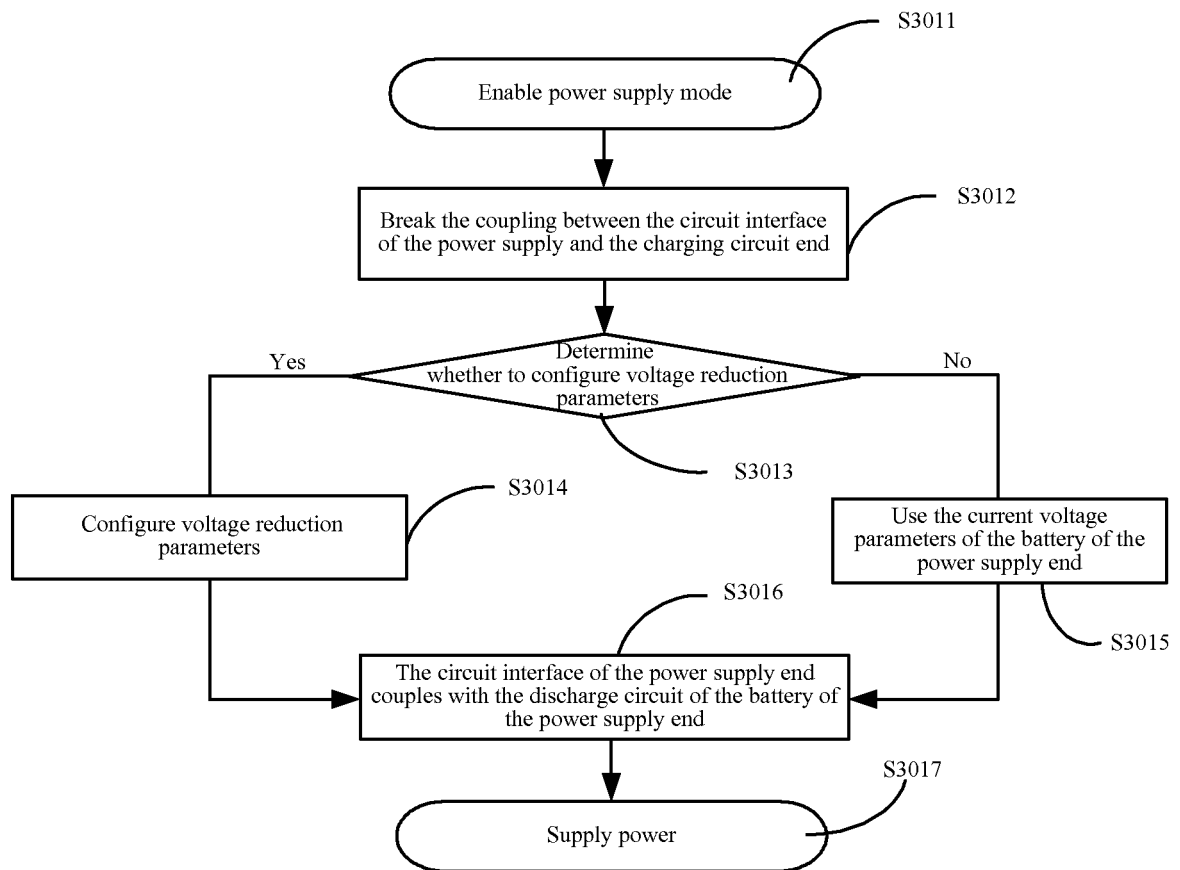 S3011
Enable power supply mode
S3012
Break the coupling between the circuit interface
of the power supply and the charging circuit end
Yes
Determine
whether to configure voltage reduction
parameters
No
S3013
S3014
Configure voltage reduction
parameters
Use the current voltage
parameters of the battery of the
power supply end
S3015
S3016
The circuit interface of the power supply end
couples with the discharge circuit of the battery of
the power supply end
S3017
Supply power